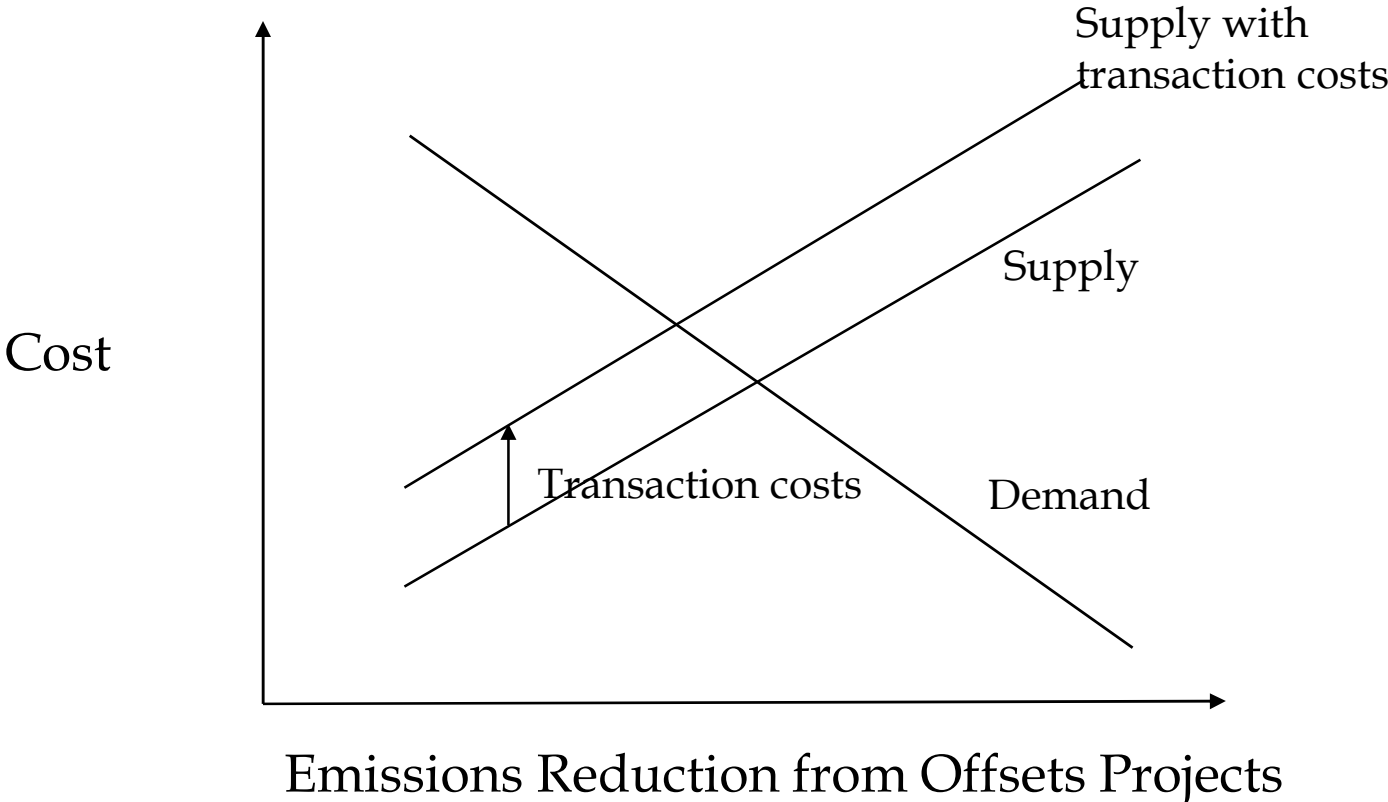 Supply with
transaction costs
Supply
Cost
Transaction costs
Demand
Emissions Reduction from Offsets Projects